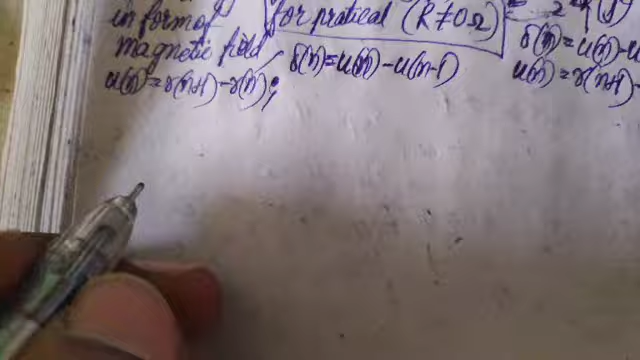 in form of
magnetic field
u(n) = r(n+1) - r(n);
for pratical (R≠0Ω)
δ(n) = u(n) - u(n-1)
δ(n) = u(n) - u
u(n) = r(n+1) -